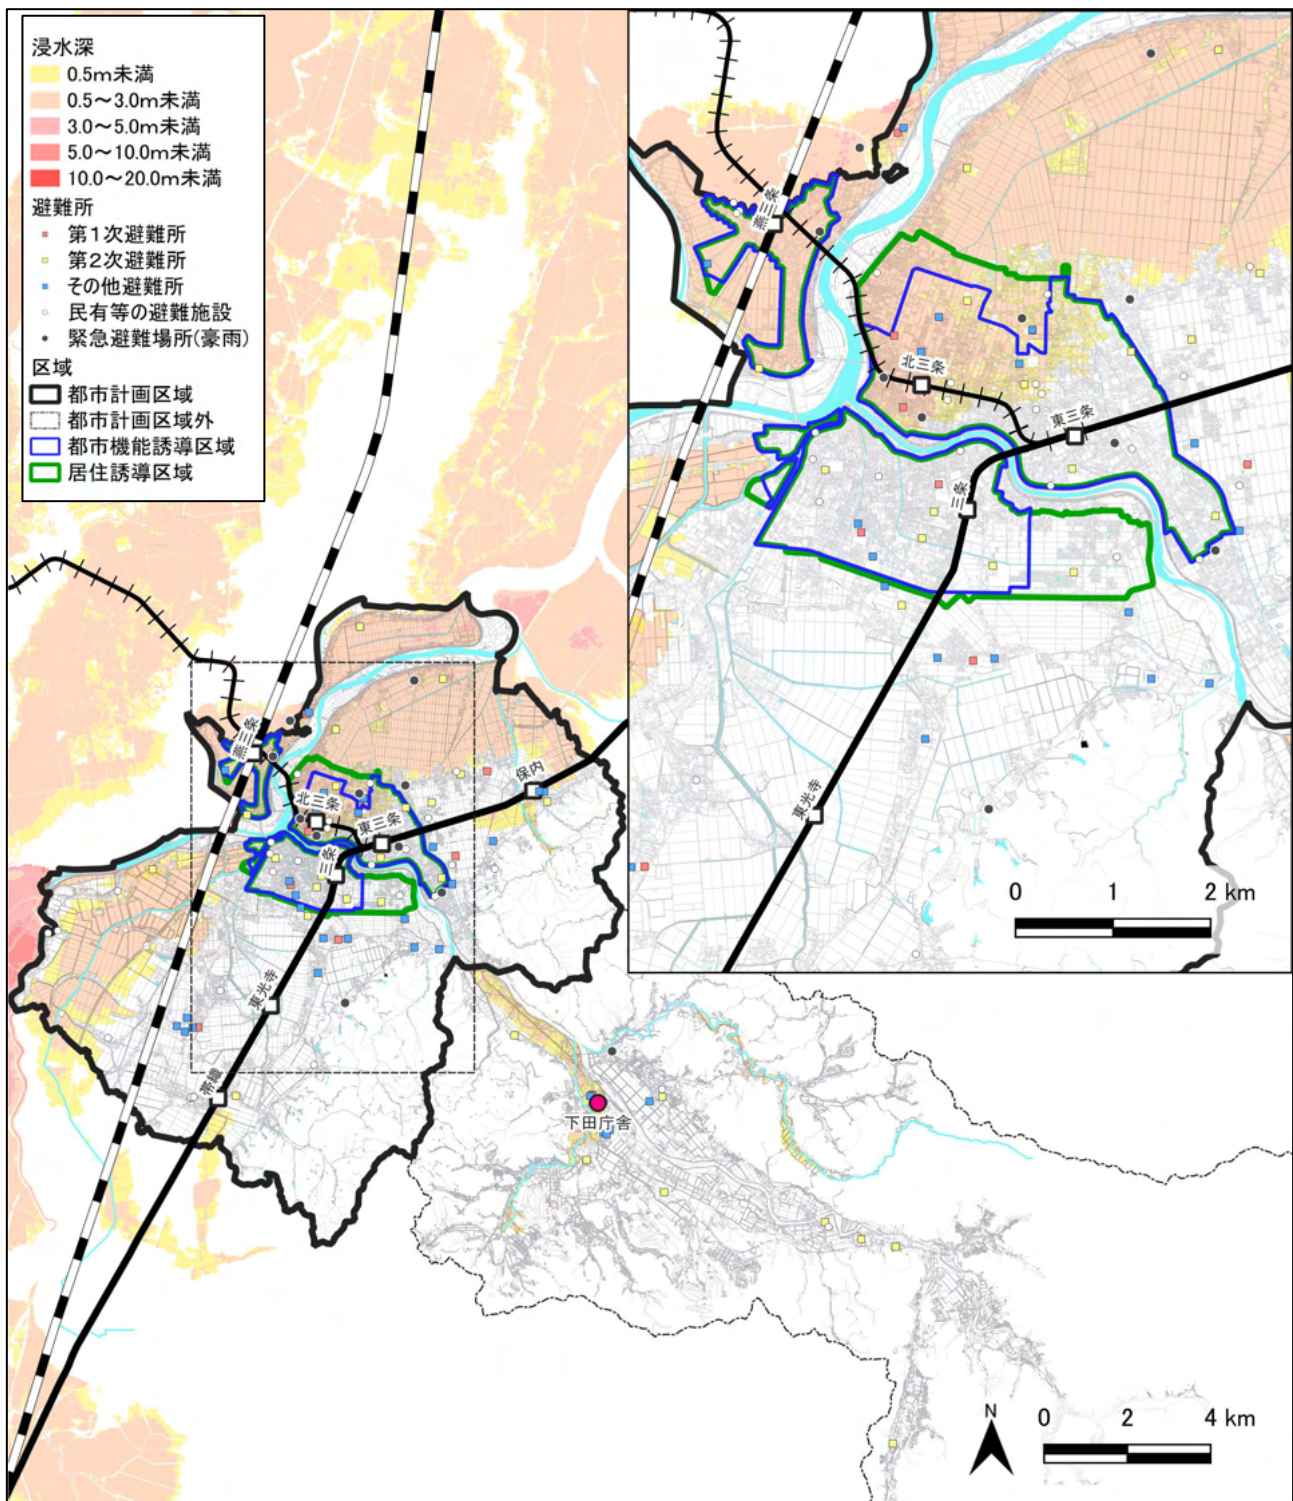 浸水深
0.5m未満
0.5～3.0m未満
3.0～5.0m未満
5.0～10.0m未満
10.0～20.0m未満
避難所
第1次避難所
第2次避難所
その他避難所
民有等の避難施設
緊急避難場所(豪雨)
区域
都市計画区域
都市計画区域外
都市機能誘導区域
居住誘導区域
燕三条
北三条
東三条
三条
東光寺
0 1 2 km
燕三条
保内
北三条
東三条
三条
東光寺
帯織
下田庁舎
N
0 2 4 km